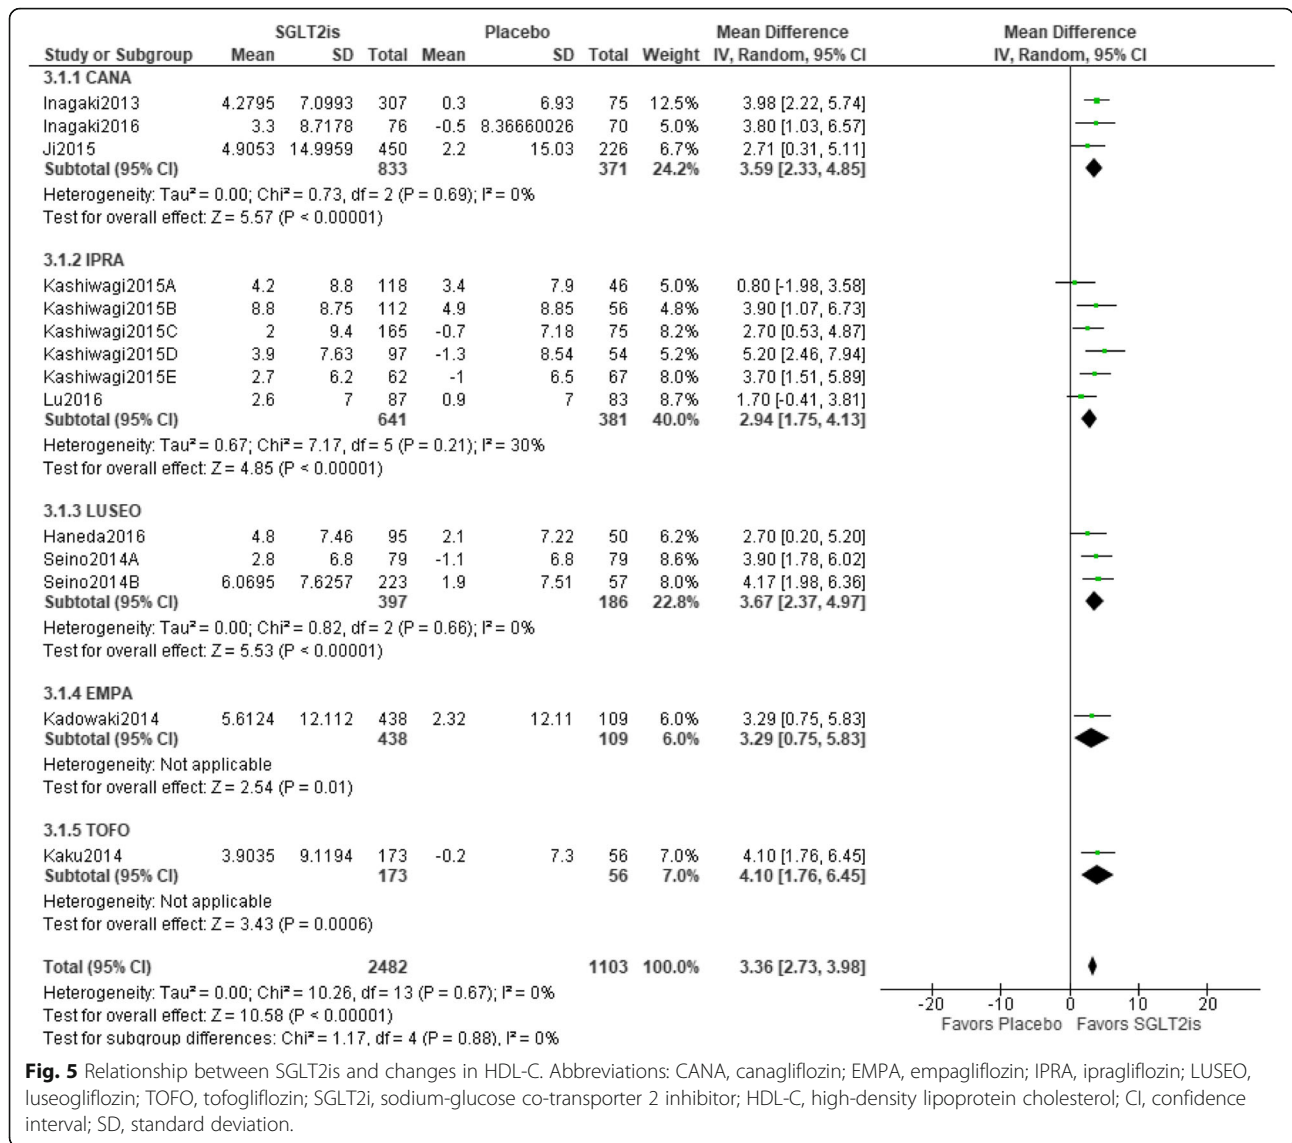 SGLT2is Placebo Mean Difference Mean Difference
Study or Subgroup Mean SD Total Mean SD Total Weight IV, Random, 95% CI IV, Random, 95% CI
3.1.1 CANA
Inagaki2013 4.2795 7.0993 307 0.3 6.93 75 12.5% 3.98 [2.22, 5.74]
Inagaki2016 3.3 8.7178 76 -0.5 8.36660026 70 5.0% 3.80 [1.03, 6.57]
Ji2015 4.9053 14.9959 450 2.2 15.03 226 6.7% 2.71 [0.31, 5.11]
Subtotal (95% CI) 833 371 24.2% 3.59 [2.33, 4.85]
Heterogeneity: Tau² = 0.00; Chi² = 0.73, df = 2 (P = 0.69); I² = 0%
Test for overall effect: Z = 5.57 (P < 0.00001)
3.1.2 IPRA
Kashiwagi2015A 4.2 8.8 118 3.4 7.9 46 5.0% 0.80 [-1.98, 3.58]
Kashiwagi2015B 8.8 8.75 112 4.9 8.85 56 4.8% 3.90 [1.07, 6.73]
Kashiwagi2015C 2 9.4 165 -0.7 7.18 75 8.2% 2.70 [0.53, 4.87]
Kashiwagi2015D 3.9 7.63 97 -1.3 8.54 54 5.2% 5.20 [2.46, 7.94]
Kashiwagi2015E 2.7 6.2 62 -1 6.5 67 8.0% 3.70 [1.51, 5.89]
Lu2016 2.6 7 87 0.9 7 83 8.7% 1.70 [-0.41, 3.81]
Subtotal (95% CI) 641 381 40.0% 2.94 [1.75, 4.13]
Heterogeneity: Tau² = 0.67; Chi² = 7.17, df = 5 (P = 0.21); I² = 30%
Test for overall effect: Z = 4.85 (P < 0.00001)
3.1.3 LUSEO
Haneda2016 4.8 7.46 95 2.1 7.22 50 6.2% 2.70 [0.20, 5.20]
Seino2014A 2.8 6.8 79 -1.1 6.8 79 8.6% 3.90 [1.78, 6.02]
Seino2014B 6.0695 7.6257 223 1.9 7.51 57 8.0% 4.17 [1.98, 6.36]
Subtotal (95% CI) 397 186 22.8% 3.67 [2.37, 4.97]
Heterogeneity: Tau² = 0.00; Chi² = 0.82, df = 2 (P = 0.66); I² = 0%
Test for overall effect: Z = 5.53 (P < 0.00001)
3.1.4 EMPA
Kadowaki2014 5.6124 12.112 438 2.32 12.11 109 6.0% 3.29 [0.75, 5.83]
Subtotal (95% CI) 438 109 6.0% 3.29 [0.75, 5.83]
Heterogeneity: Not applicable
Test for overall effect: Z = 2.54 (P = 0.01)
3.1.5 TOFO
Kaku2014 3.9035 9.1194 173 -0.2 7.3 56 7.0% 4.10 [1.76, 6.45]
Subtotal (95% CI) 173 56 7.0% 4.10 [1.76, 6.45]
Heterogeneity: Not applicable
Test for overall effect: Z = 3.43 (P = 0.0006)
Total (95% CI) 2482 1103 100.0% 3.36 [2.73, 3.98]
Heterogeneity: Tau² = 0.00; Chi² = 10.26, df = 13 (P = 0.67); I² = 0%
Test for overall effect: Z = 10.58 (P < 0.00001)
Test for subgroup differences: Chi² = 1.17, df = 4 (P = 0.88), I² = 0%
-20 -10 0 10 20
Favors Placebo Favors SGLT2is
Fig. 5 Relationship between SGLT2is and changes in HDL-C. Abbreviations: CANA, canagliflozin; EMPA, empagliflozin; IPRA, ipragliflozin; LUSEO,
luseogliflozin; TOFO, tofogliflozin; SGLT2i, sodium-glucose co-transporter 2 inhibitor; HDL-C, high-density lipoprotein cholesterol; CI, confidence
interval; SD, standard deviation.